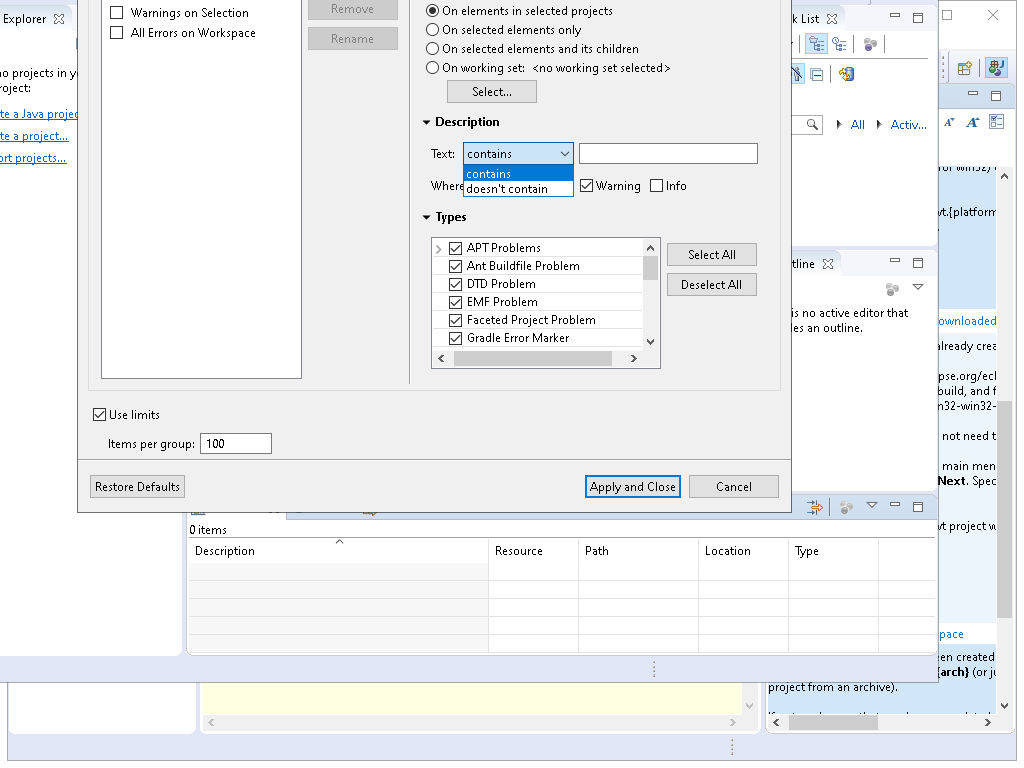 Explorer
Warnings on Selection
All Errors on Workspace
Remove
Rename
On elements in selected projects
On selected elements only
On selected elements and its children
On working set: <no working set selected>
Select...
Description
Text:
contains
contains
doesn't contain
Where
Warning
Info
Types
APT Problems
Ant Buildfile Problem
DTD Problem
EMF Problem
Faceted Project Problem
Gradle Error Marker
Select All
Deselect All
Use limits
Items per group:
100
Restore Defaults
Apply and Close
Cancel
no projects in y
roject:
te a Java projec
te a project...
ort projects...
k List
All
Activ...
tline
is no active editor that
es an outline.
0 items
Description
Resource
Path
Location
Type
or win32)
vt.{platform
ownloaded
already crea
pse.org/ecl
build, and f
n32-win32-
not need t
main men
Next. Spec
vt project w
pace
een created
{arch} (or ju
project from an archive).